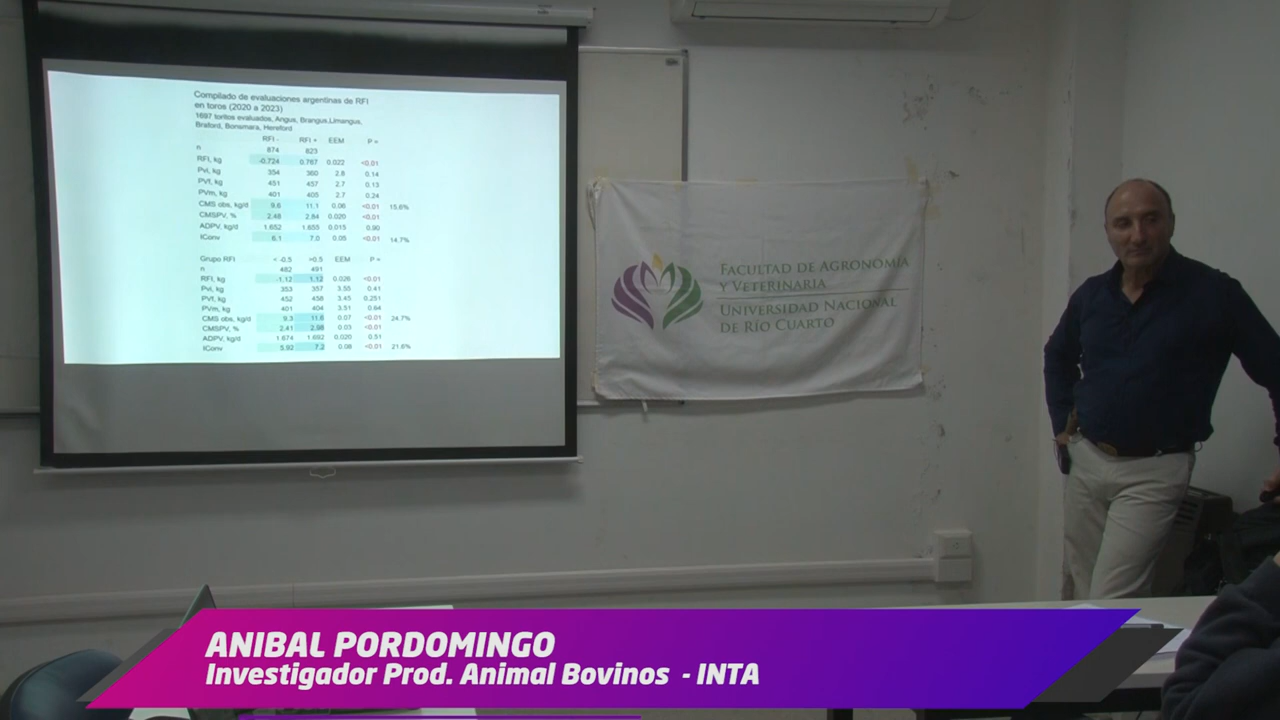 Compilado de evaluaciones argentinas de RFI
en toros (2020 a 2023)
1697 toritos evaluados, Angus, Brangus,Limangus,
Braford, Bonsmara, Hereford
RFI - RFI + EEM P =
n 874 823
RFI, kg -0.724 0.767 0.022 <0.01
Pvi, kg 354 360 2.8 0.14
PVf, kg 451 457 2.7 0.13
PVm, kg 401 405 2.7 0.24
CMS obs, kg/d 9.6 11.1 0.06 <0.01 15.6%
CMSPV, % 2.48 2.84 0.020 <0.01
ADPV, kg/d 1.652 1.655 0.015 0.90
IConv 6.1 7.0 0.05 <0.01 14.7%
Grupo RFI < -0.5 >0.5 EEM P =
n 482 491
RFI, kg -1.12 1.12 0.026 <0.01
Pvi, kg 353 357 3.55 0.41
PVf, kg 452 458 3.45 0.251
PVm, kg 401 404 3.51 0.64
CMS obs, kg/d 9.3 11.6 0.07 <0.01 24.7%
CMSPV, % 2.41 2.98 0.03 <0.01
ADPV, kg/d 1.674 1.692 0.020 0.51
IConv 5.92 7.2 0.08 <0.01 21.6%
FACULTAD DE AGRONOMÍA
Y VETERINARIA
UNIVERSIDAD NACIONAL
DE RÍO CUARTO
ANIBAL PORDOMINGO
Investigador Prod. Animal Bovinos - INTA